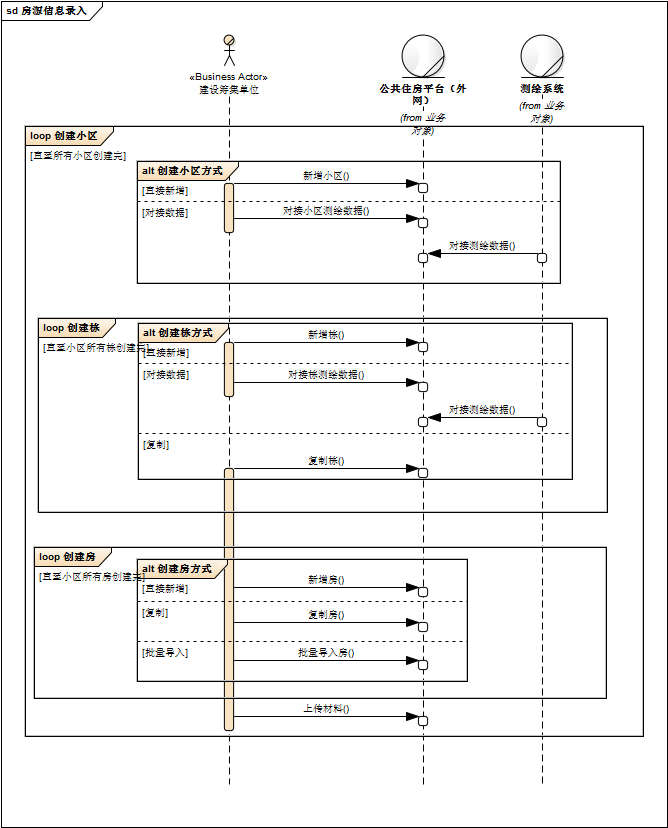 sd 房源信息录入
«Business Actor»
建设筹集单位
公共住房平台（外
网）
(from 业务
对象)
测绘系统
(from 业务
对象)
loop 创建小区
[直至所有小区创建完]
alt 创建小区方式
[直接新增]
新增小区()
[对接数据]
对接小区测绘数据()
对接测绘数据()
loop 创建栋
[直至小区所有栋创建完]
alt 创建栋方式
[直接新增]
新增栋()
[对接数据]
对接栋测绘数据()
对接测绘数据()
[复制]
复制栋()
loop 创建房
[直至小区所有房创建完]
alt 创建房方式
[直接新增]
新增房()
[复制]
复制房()
[批量导入]
批量导入房()
上传材料()